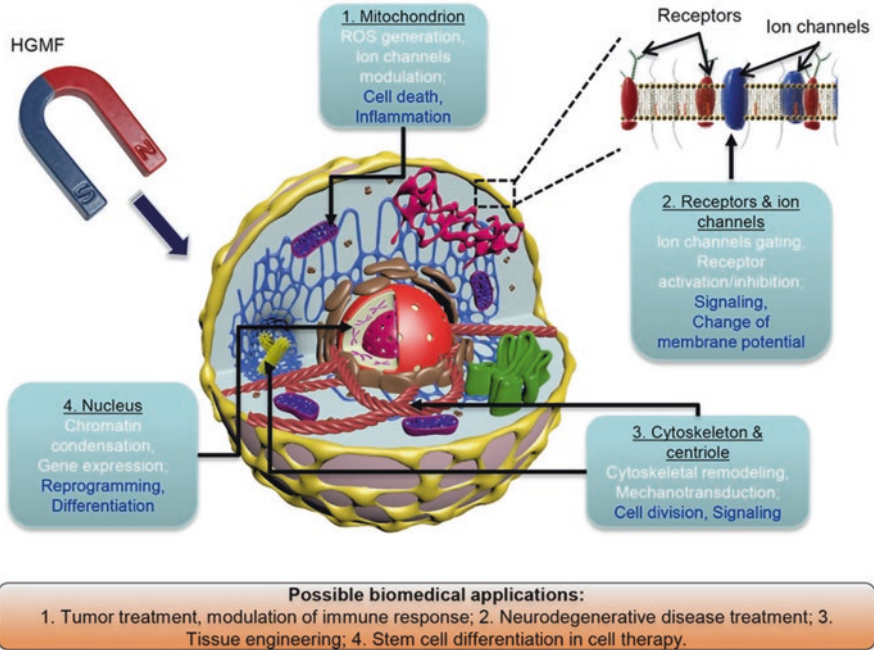 HGMF
N
S
1. Mitochondrion
ROS generation,
Ion channels
modulation;
Cell death,
Inflammation
Receptors
Ion channels
2. Receptors & ion
channels
Ion channels gating,
Receptor
activation/inhibition;
Signaling,
Change of
membrane potential
4. Nucleus
Chromatin
condensation,
Gene expression;
Reprogramming,
Differentiation
3. Cytoskeleton &
centriole
Cytoskeletal remodeling,
Mechanotransduction;
Cell division, Signaling
Possible biomedical applications:
1. Tumor treatment, modulation of immune response; 2. Neurodegenerative disease treatment; 3.
Tissue engineering; 4. Stem cell differentiation in cell therapy.